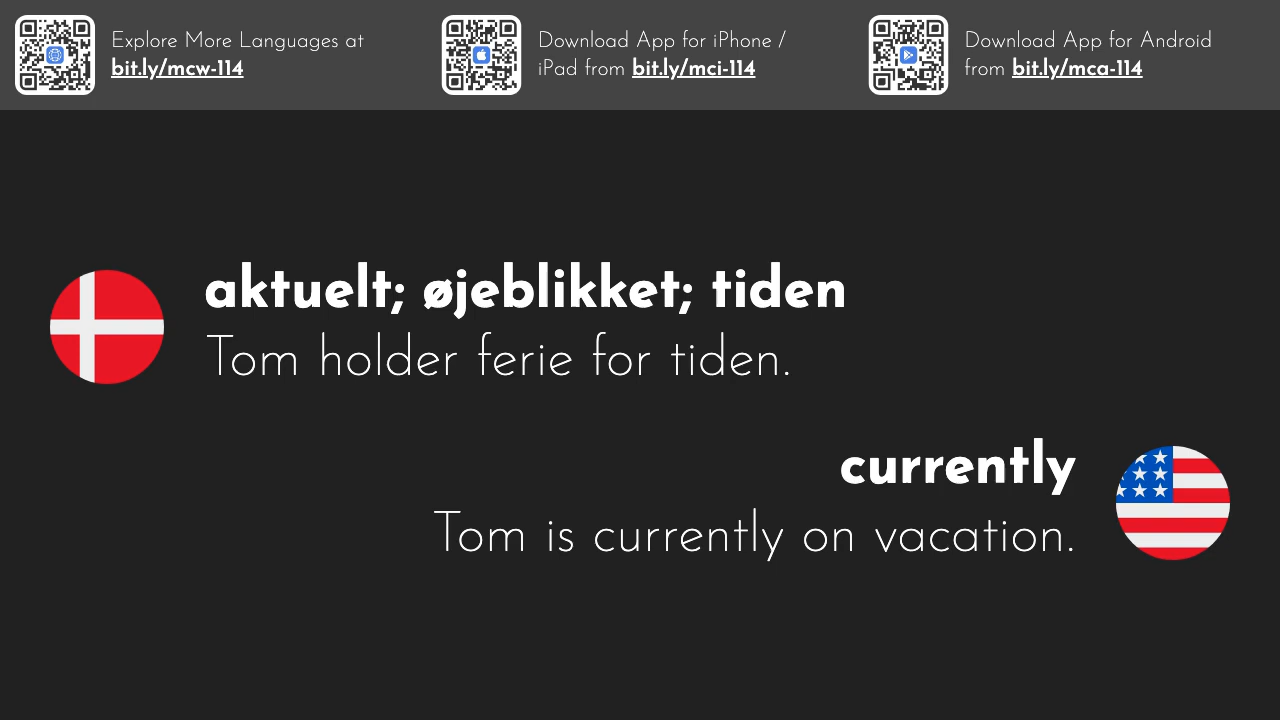 Explore More Languages at
bit.ly/mcw-114
Download App for iPhone /
iPad from bit.ly/mci-114
Download App for Android
from bit.ly/mca-114
aktuelt; øjeblikket; tiden
Tom holder ferie for tiden.
currently
Tom is currently on vacation.